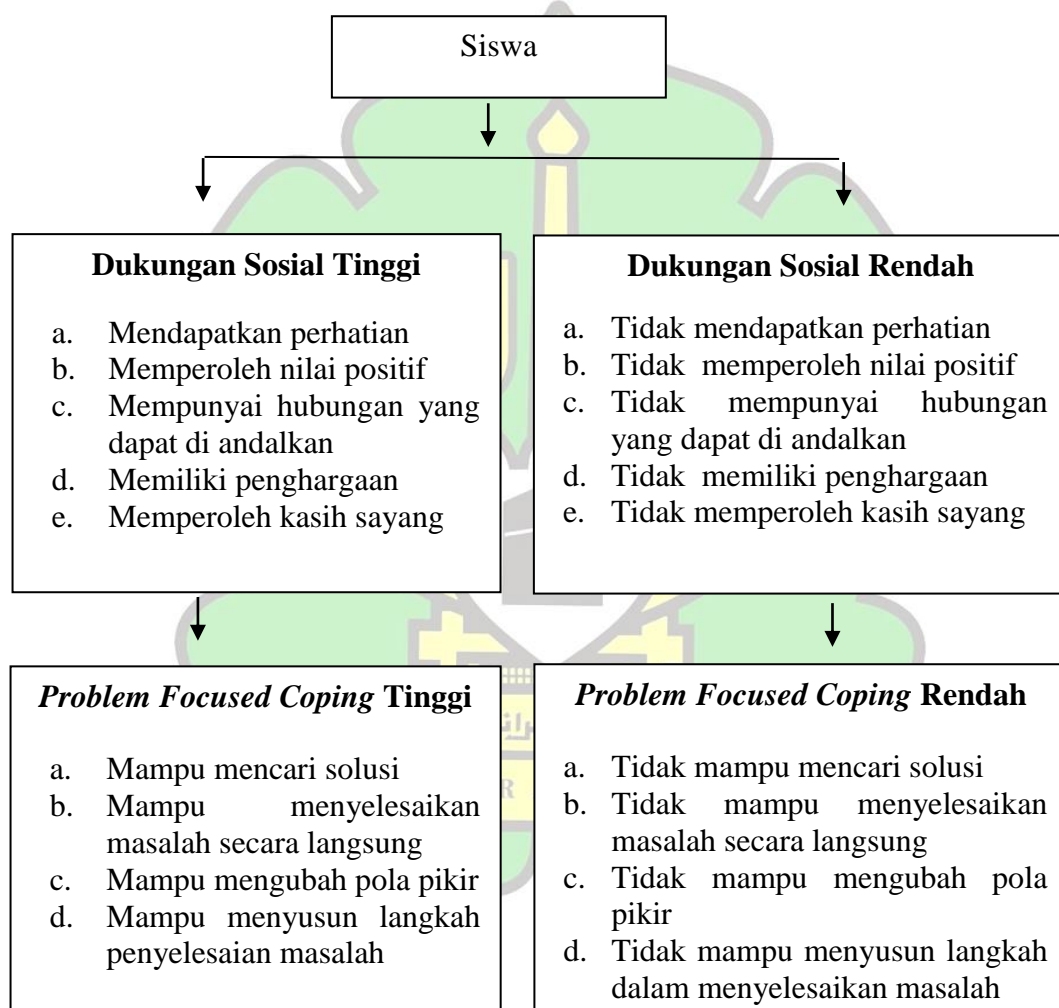 Siswa
Dukungan Sosial Tinggi
a. Mendapatkan perhatian
b. Memperoleh nilai positif
c. Mempunyai hubungan yang
dapat di andalkan
d. Memiliki penghargaan
e. Memperoleh kasih sayang
Dukungan Sosial Rendah
a. Tidak mendapatkan perhatian
b. Tidak memperoleh nilai positif
c. Tidak mempunyai hubungan
yang dapat di andalkan
d. Tidak memiliki penghargaan
e. Tidak memperoleh kasih sayang
Problem Focused Coping Tinggi
a. Mampu mencari solusi
b. Mampu menyelesaikan
masalah secara langsung
c. Mampu mengubah pola pikir
d. Mampu menyusun langkah
penyelesaian masalah
Problem Focused Coping Rendah
a. Tidak mampu mencari solusi
b. Tidak mampu menyelesaikan
masalah secara langsung
c. Tidak mampu mengubah pola
pikir
d. Tidak mampu menyusun langkah
dalam menyelesaikan masalah